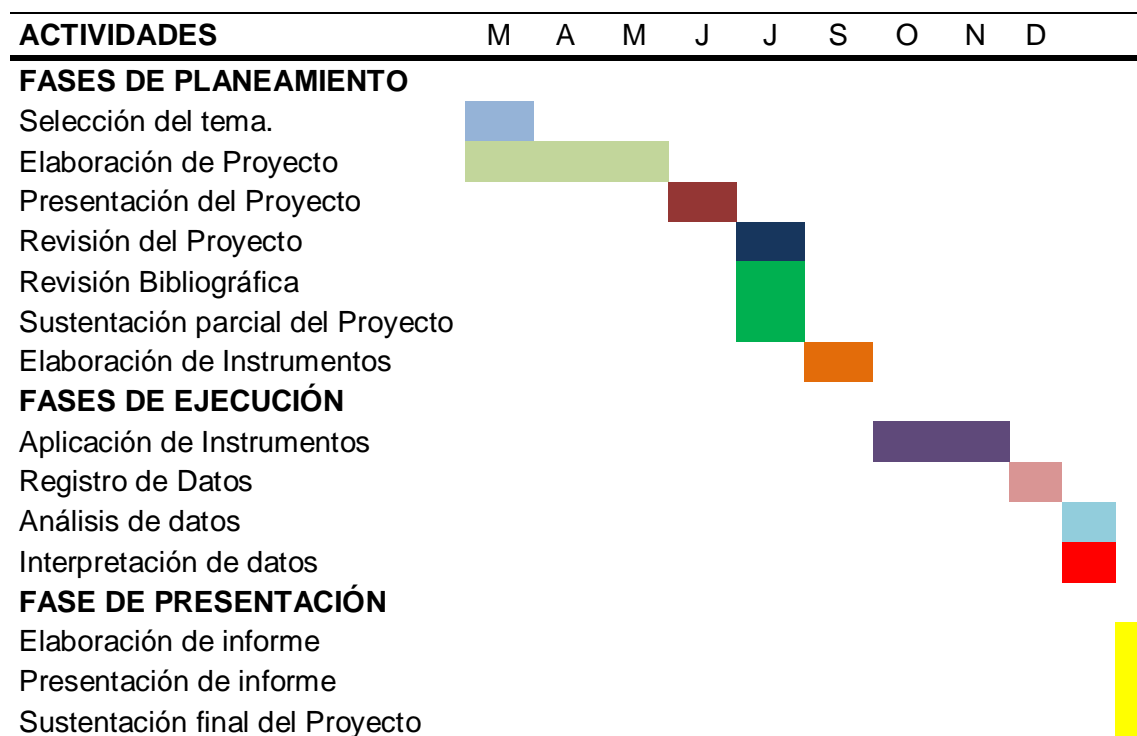 ACTIVIDADES M A M J J S O N D
FASES DE PLANEAMIENTO
Selección del tema.
Elaboración de Proyecto
Presentación del Proyecto
Revisión del Proyecto
Revisión Bibliográfica
Sustentación parcial del Proyecto
Elaboración de Instrumentos
FASES DE EJECUCIÓN
Aplicación de Instrumentos
Registro de Datos
Análisis de datos
Interpretación de datos
FASE DE PRESENTACIÓN
Elaboración de informe
Presentación de informe
Sustentación final del Proyecto